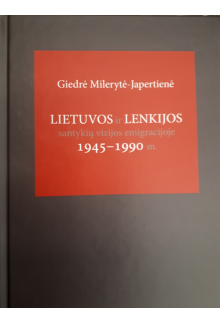 Giedrė Milerytė-Japertienė
LIETUVOS ir LENKIJOS
santykių vizijos emigracijoje
1945–1990 m.